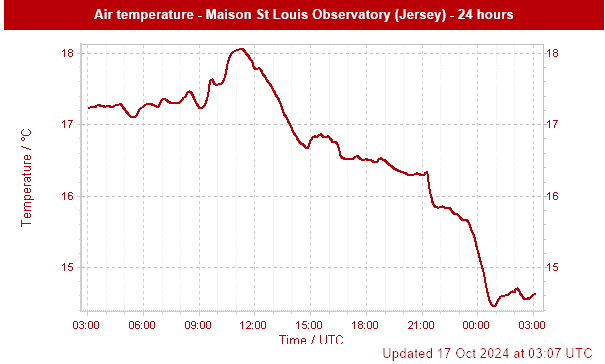 Air temperature - Maison St Louis Observatory (Jersey) - 24 hours
Temperature / °C
18 18
17 17
16 16
15 15
03:00 06:00 09:00 12:00 15:00 18:00 21:00 00:00 03:00
Time / UTC
Updated 17 Oct 2024 at 03:07 UTC